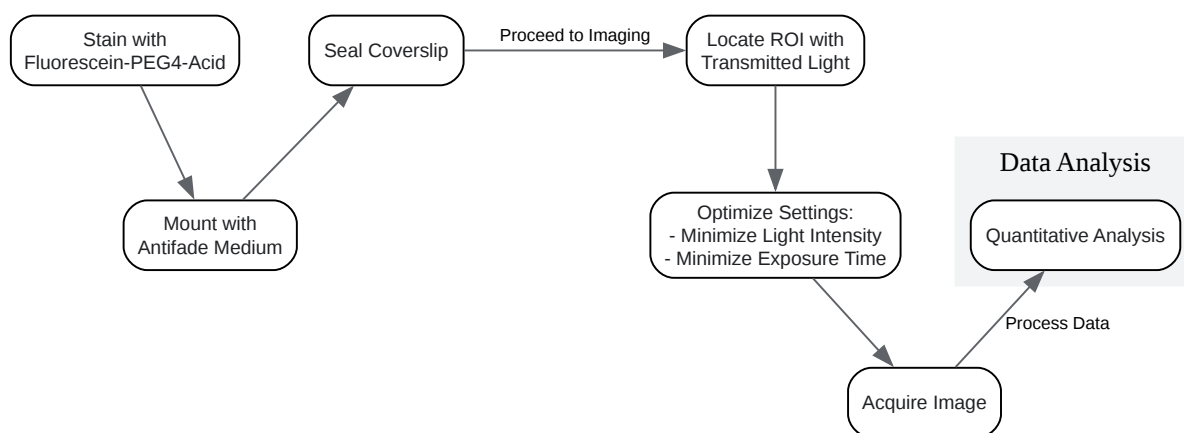 Stain with
Fluorescein-PEG4-Acid
Mount with
Antifade Medium
Seal Coverslip
Proceed to Imaging
Locate ROI with
Transmitted Light
Optimize Settings:
- Minimize Light Intensity
- Minimize Exposure Time
Acquire Image
Process Data
Data Analysis
Quantitative Analysis